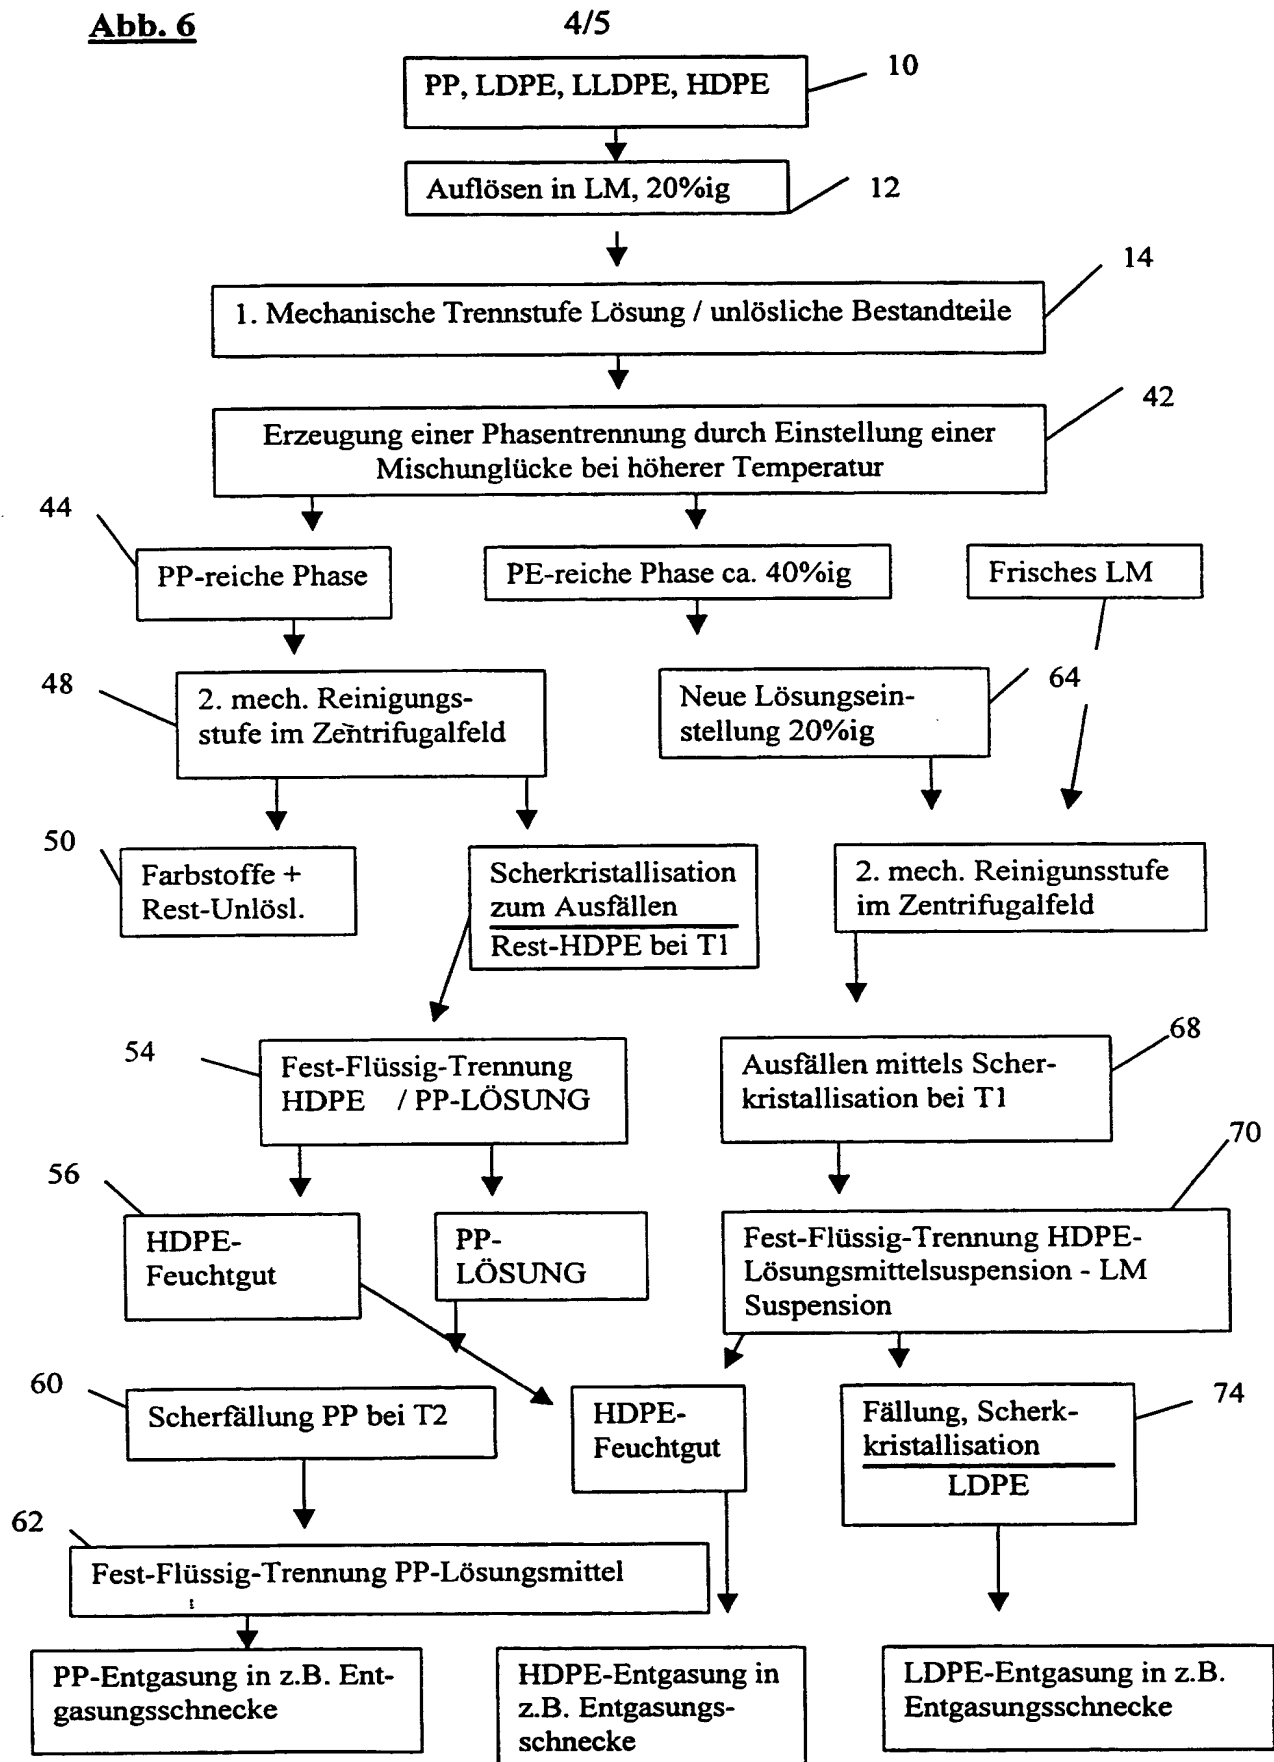 Abb. 6
4/5
PP, LDPE, LLDPE, HDPE
10
Auflösen in LM, 20%ig
12
14
1. Mechanische Trennstufe Lösung / unlösliche Bestandteile
42
Erzeugung einer Phasentrennung durch Einstellung einer
Mischunglücke bei höherer Temperatur
44
PP-reiche Phase
PE-reiche Phase ca. 40%ig
Frisches LM
48
2. mech. Reinigungs-
stufe im Zentrifugalfeld
Neue Lösungsein-
stellung 20%ig
64
50
Farbstoffe +
Rest-Unlösl.
Scherkristallisation
zum Ausfällen
Rest-HDPE bei T1
2. mech. Reinigunsstufe
im Zentrifugalfeld
54
Fest-Flüssig-Trennung
HDPE / PP-LÖSUNG
68
Ausfällen mittels Scher-
kristallisation bei T1
56
HDPE-
Feuchtgut
PP-
LÖSUNG
70
Fest-Flüssig-Trennung HDPE-
Lösungsmittelsuspension - LM
Suspension
60
Scherfällung PP bei T2
HDPE-
Feuchtgut
74
Fällung, Scherk-
kristallisation
LDPE
62
Fest-Flüssig-Trennung PP-Lösungsmittel
PP-Entgasung in z.B. Ent-
gasungsschnecke
HDPE-Entgasung in
z.B. Entgasungs-
schnecke
LDPE-Entgasung in z.B.
Entgasungsschnecke